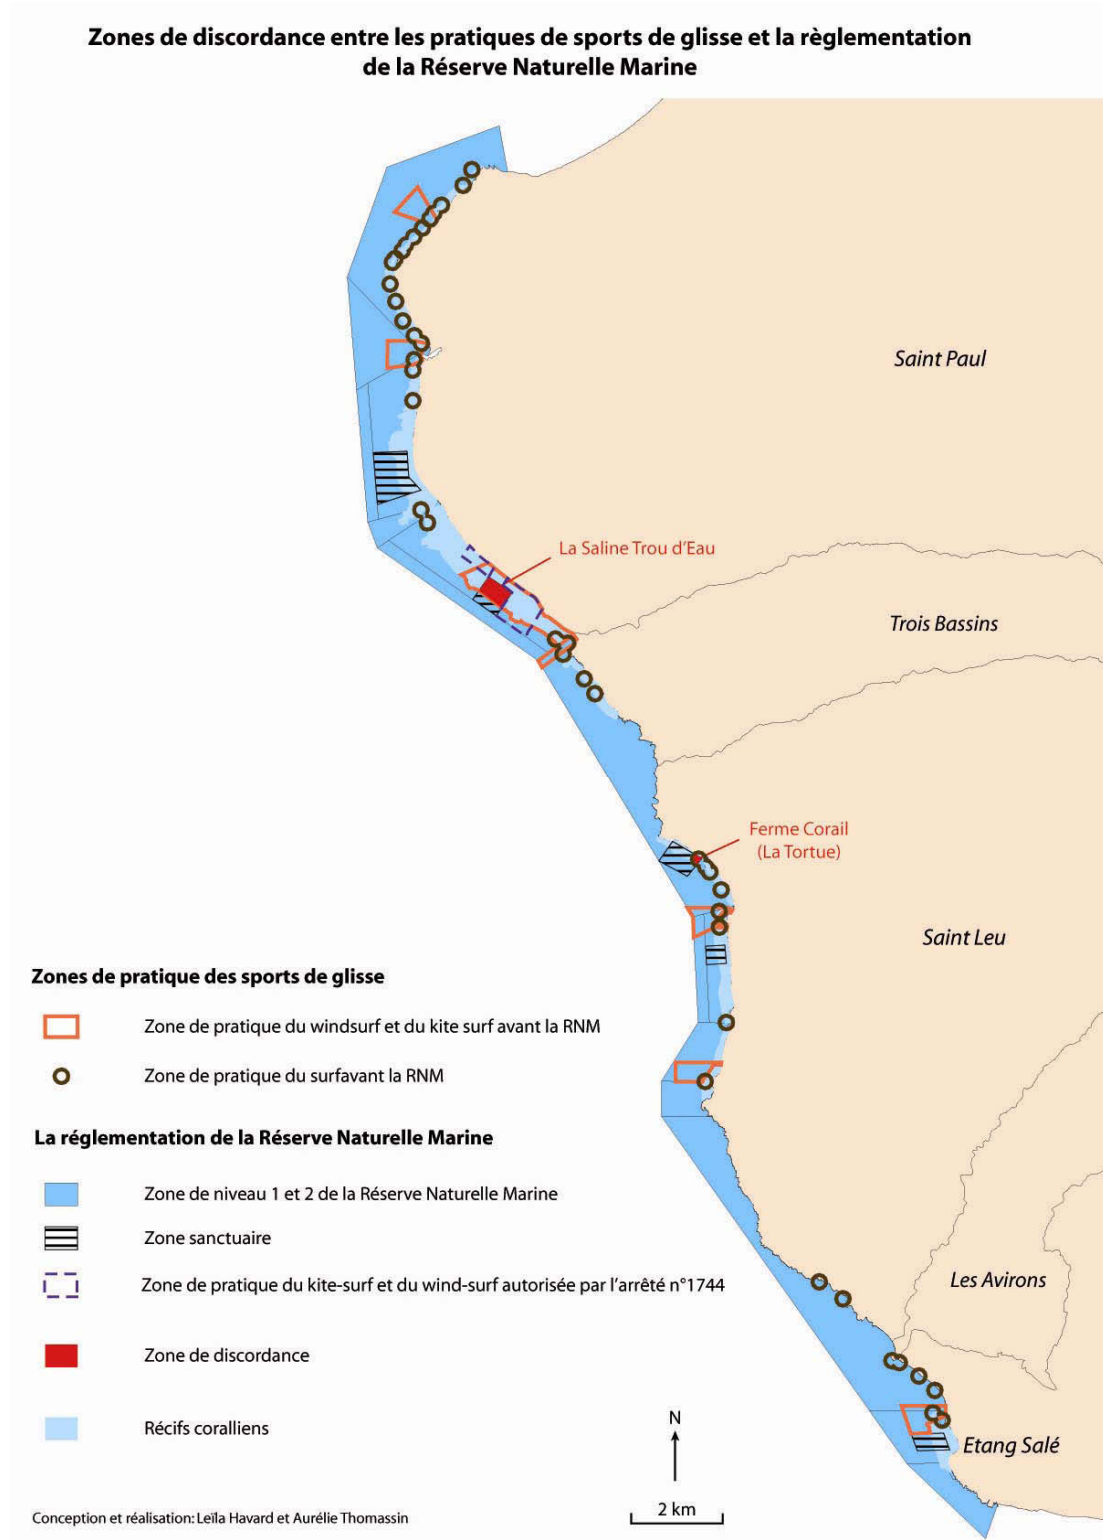 Zones de discordance entre les pratiques de sports de glisse et la règlementation
de la Réserve Naturelle Marine
Saint Paul
La Saline Trou d'Eau
Trois Bassins
Ferme Corail
(La Tortue)
Saint Leu
Zones de pratique des sports de glisse
Zone de pratique du windsurf et du kite surf avant la RNM
Zone de pratique du surfavant la RNM
La réglementation de la Réserve Naturelle Marine
Zone de niveau 1 et 2 de la Réserve Naturelle Marine
Zone sanctuaire
Zone de pratique du kite-surf et du wind-surf autorisée par l'arrêté n°1744
Les Avirons
Zone de discordance
Récifs coralliens
N
Etang Salé
2 km
Conception et réalisation: Leïla Havard et Aurélie Thomassin